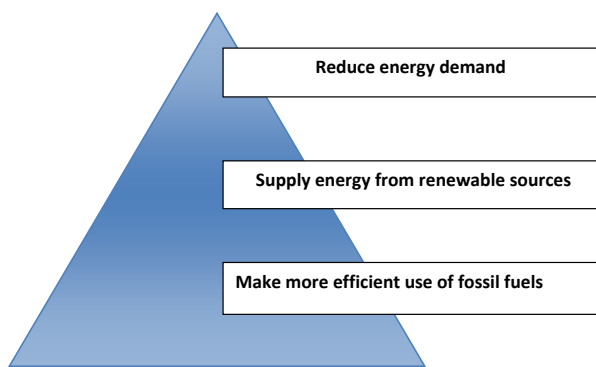 Reduce energy demand
Supply energy from renewable sources
Make more efficient use of fossil fuels